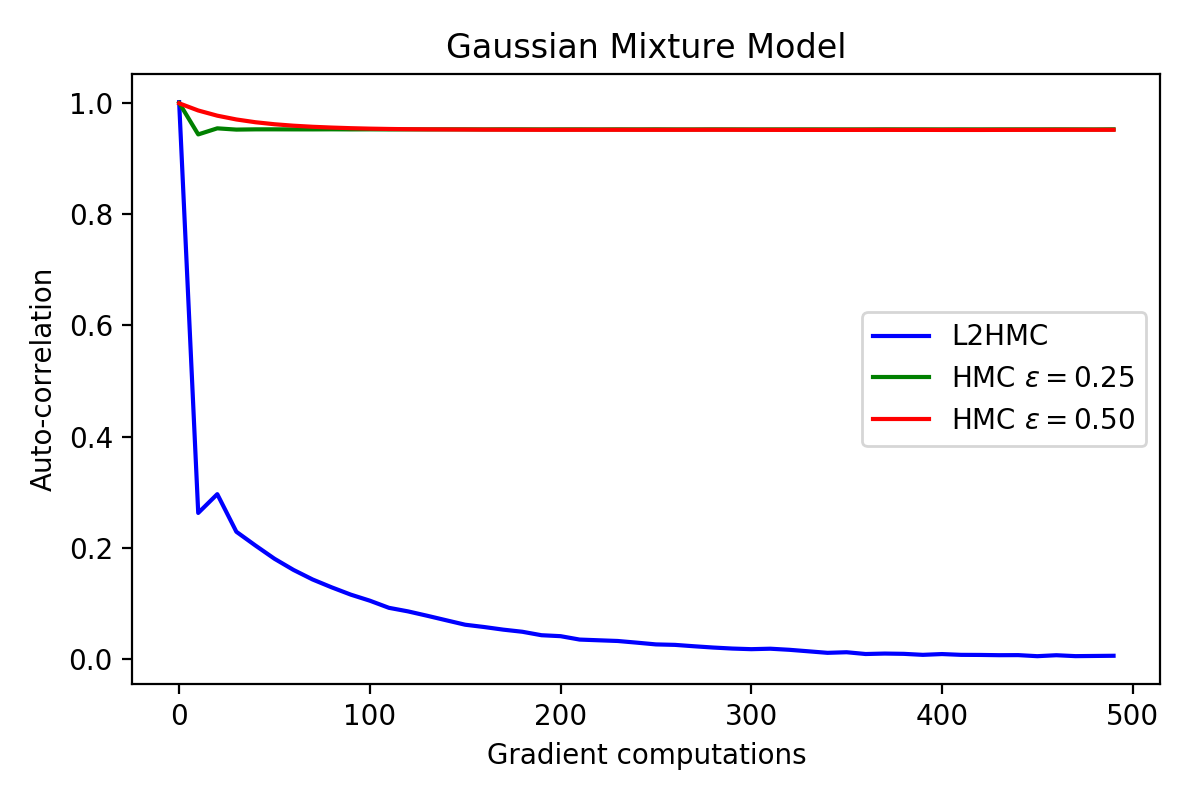 Gaussian Mixture Model
1.0
0.8
0.6
0.4
0.2
0.0
Auto-correlation
L2HMC
HMC ε = 0.25
HMC ε = 0.50
0 100 200 300 400 500
Gradient computations